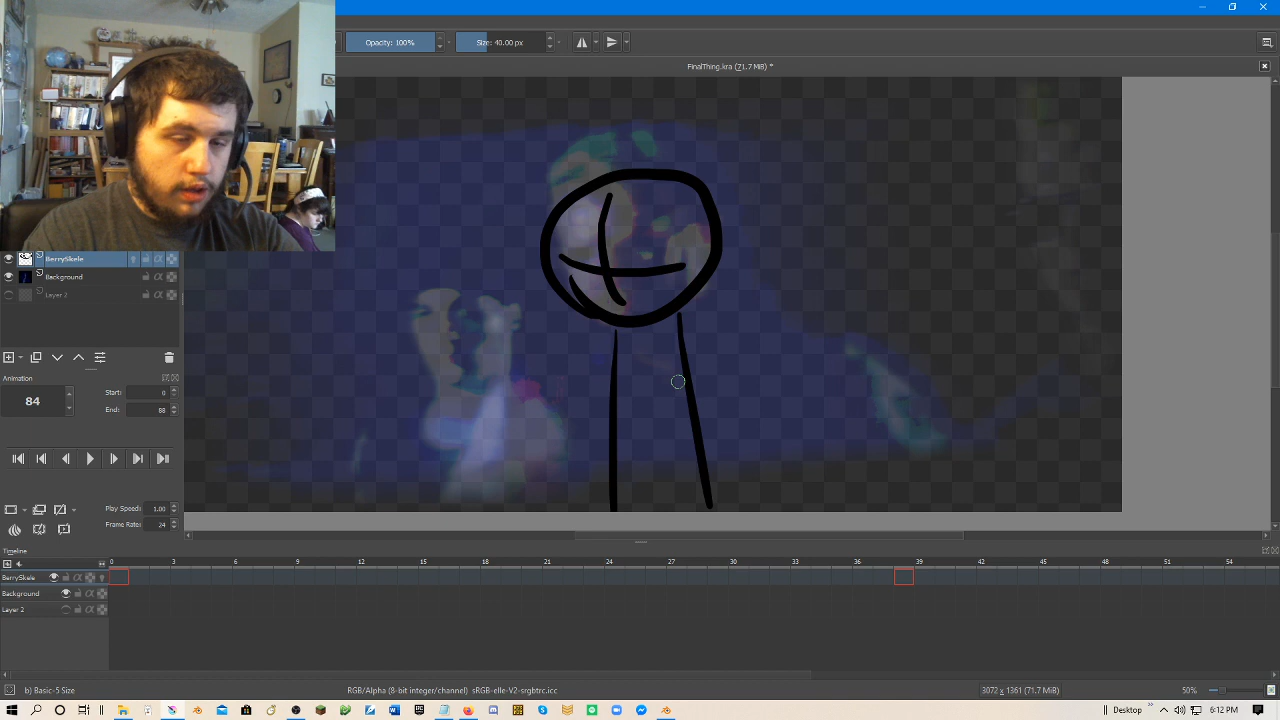 Opacity: 100%
Size: 40.00 px
FinalThing.kra (71.7 MiB) *
BerrySkele
Background
Layer 2
Animation
84
Start: 0
End: 88
Play Speed: 1.00
Frame Rate: 24
Timeline
0 3 6 9 12 15 18 21 24 27 30 33 36 39 42 45 48 51 54
BerrySkele
Background
Layer 2
b) Basic-5 Size
RGB/Alpha (8-bit integer/channel) sRGB-elle-V2-srgbtrc.icc
3072 x 1361 (71.7 MiB)
50%
Desktop
6:12 PM